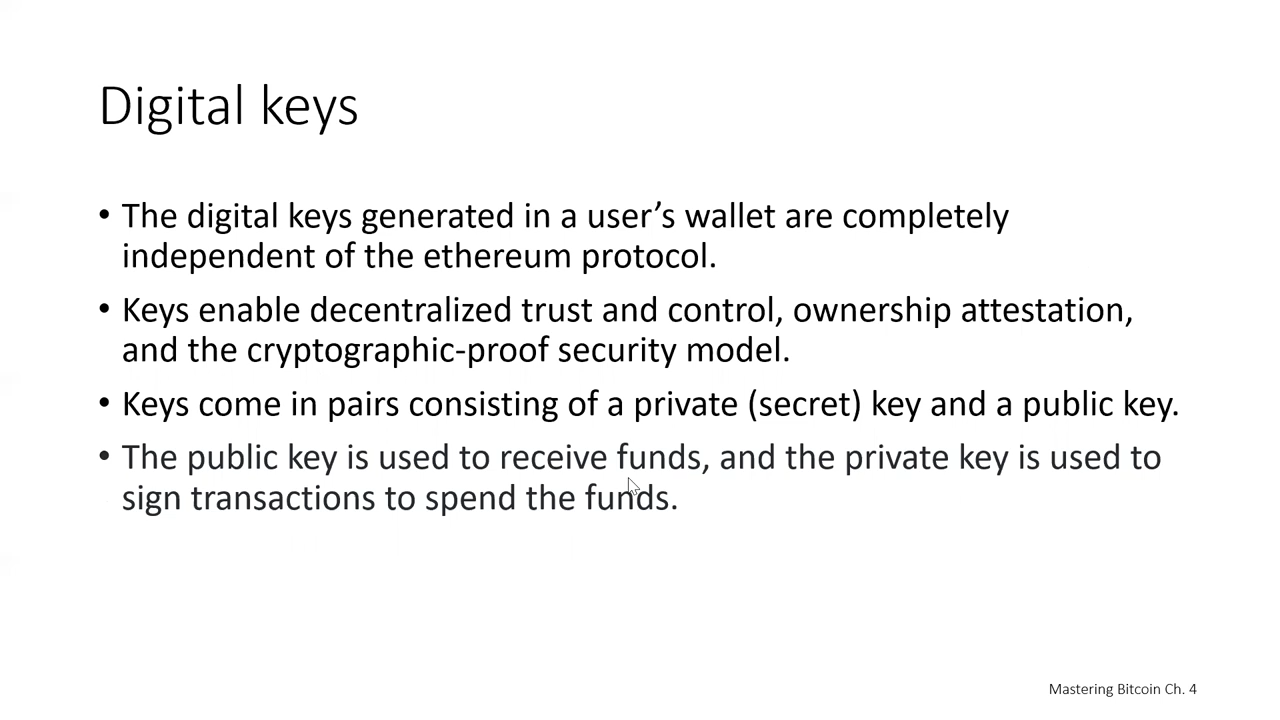 Digital keys
• The digital keys generated in a user’s wallet are completely
independent of the ethereum protocol.
• Keys enable decentralized trust and control, ownership attestation,
and the cryptographic-proof security model.
• Keys come in pairs consisting of a private (secret) key and a public key.
• The public key is used to receive funds, and the private key is used to
sign transactions to spend the funds.
Mastering Bitcoin Ch. 4